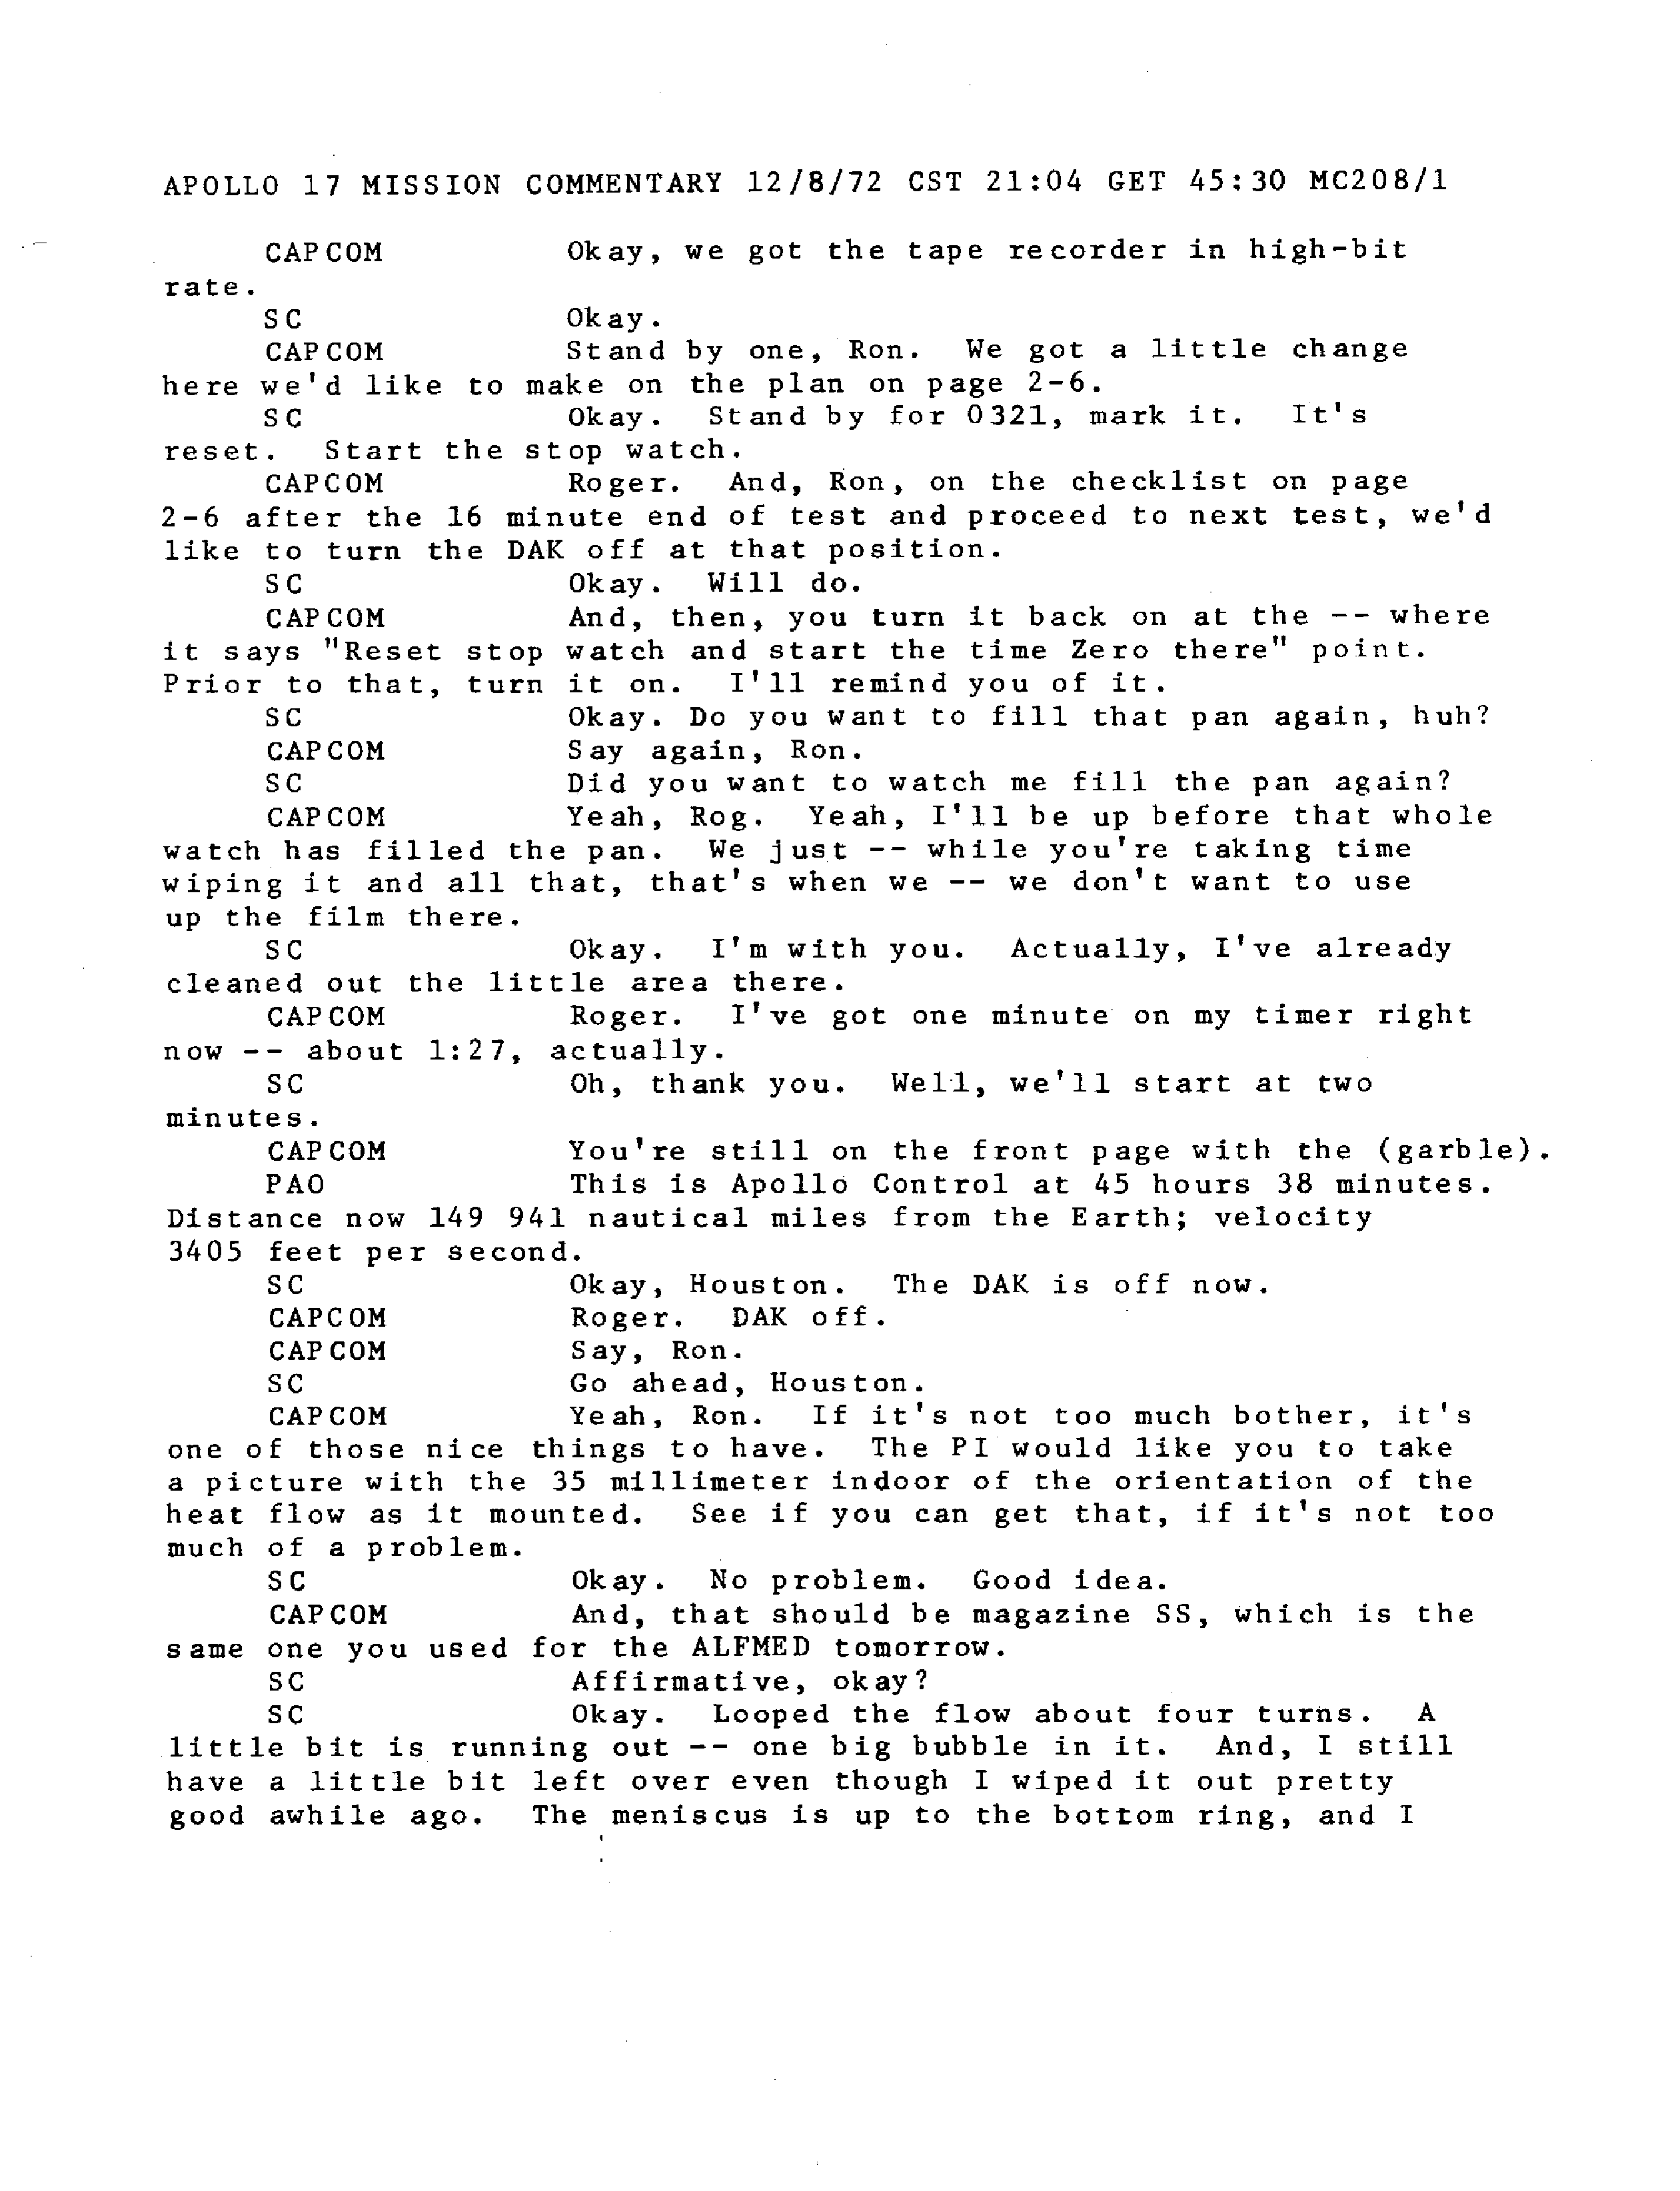 APOLLO 17 MISSION COMMENTARY 12/8/72 CST 21:04 GET 45:30 MC208/1
CAPCOM Okay, we got the tape recorder in high-bit
rate.
SC Okay.
CAPCOM Stand by one, Ron. We got a little change
here we'd like to make on the plan on page 2-6.
SC Okay. Stand by for 0321, mark it. It's
reset. Start the stop watch.
CAPCOM Roger. And, Ron, on the checklist on page
2-6 after the 16 minute end of test and proceed to next test, we'd
like to turn the DAK off at that position.
SC Okay. Will do.
CAPCOM And, then, you turn it back on at the -- where
it says "Reset stop watch and start the time Zero there" point.
Prior to that, turn it on. I'll remind you of it.
SC Okay. Do you want to fill that pan again, huh?
CAPCOM Say again, Ron.
SC Did you want to watch me fill the pan again?
CAPCOM Yeah, Rog. Yeah, I'll be up before that whole
watch has filled the pan. We just -- while you're taking time
wiping it and all that, that's when we -- we don't want to use
up the film there.
SC Okay. I'm with you. Actually, I've already
cleaned out the little area there.
CAPCOM Roger. I've got one minute on my timer right
now -- about 1:27, actually.
SC Oh, thank you. Well, we'll start at two
minutes.
CAPCOM You're still on the front page with the (garble).
PAO This is Apollo Control at 45 hours 38 minutes.
Distance now 149 941 nautical miles from the Earth; velocity
3405 feet per second.
SC Okay, Houston. The DAK is off now.
CAPCOM Roger. DAK off.
CAPCOM Say, Ron.
SC Go ahead, Houston.
CAPCOM Yeah, Ron. If it's not too much bother, it's
one of those nice things to have. The PI would like you to take
a picture with the 35 millimeter indoor of the orientation of the
heat flow as it mounted. See if you can get that, if it's not too
much of a problem.
SC Okay. No problem. Good idea.
CAPCOM And, that should be magazine SS, which is the
same one you used for the ALFMED tomorrow.
SC Affirmative, okay?
SC Okay. Looped the flow about four turns. A
little bit is running out -- one big bubble in it. And, I still
have a little bit left over even though I wiped it out pretty
good awhile ago. The meniscus is up to the bottom ring, and I